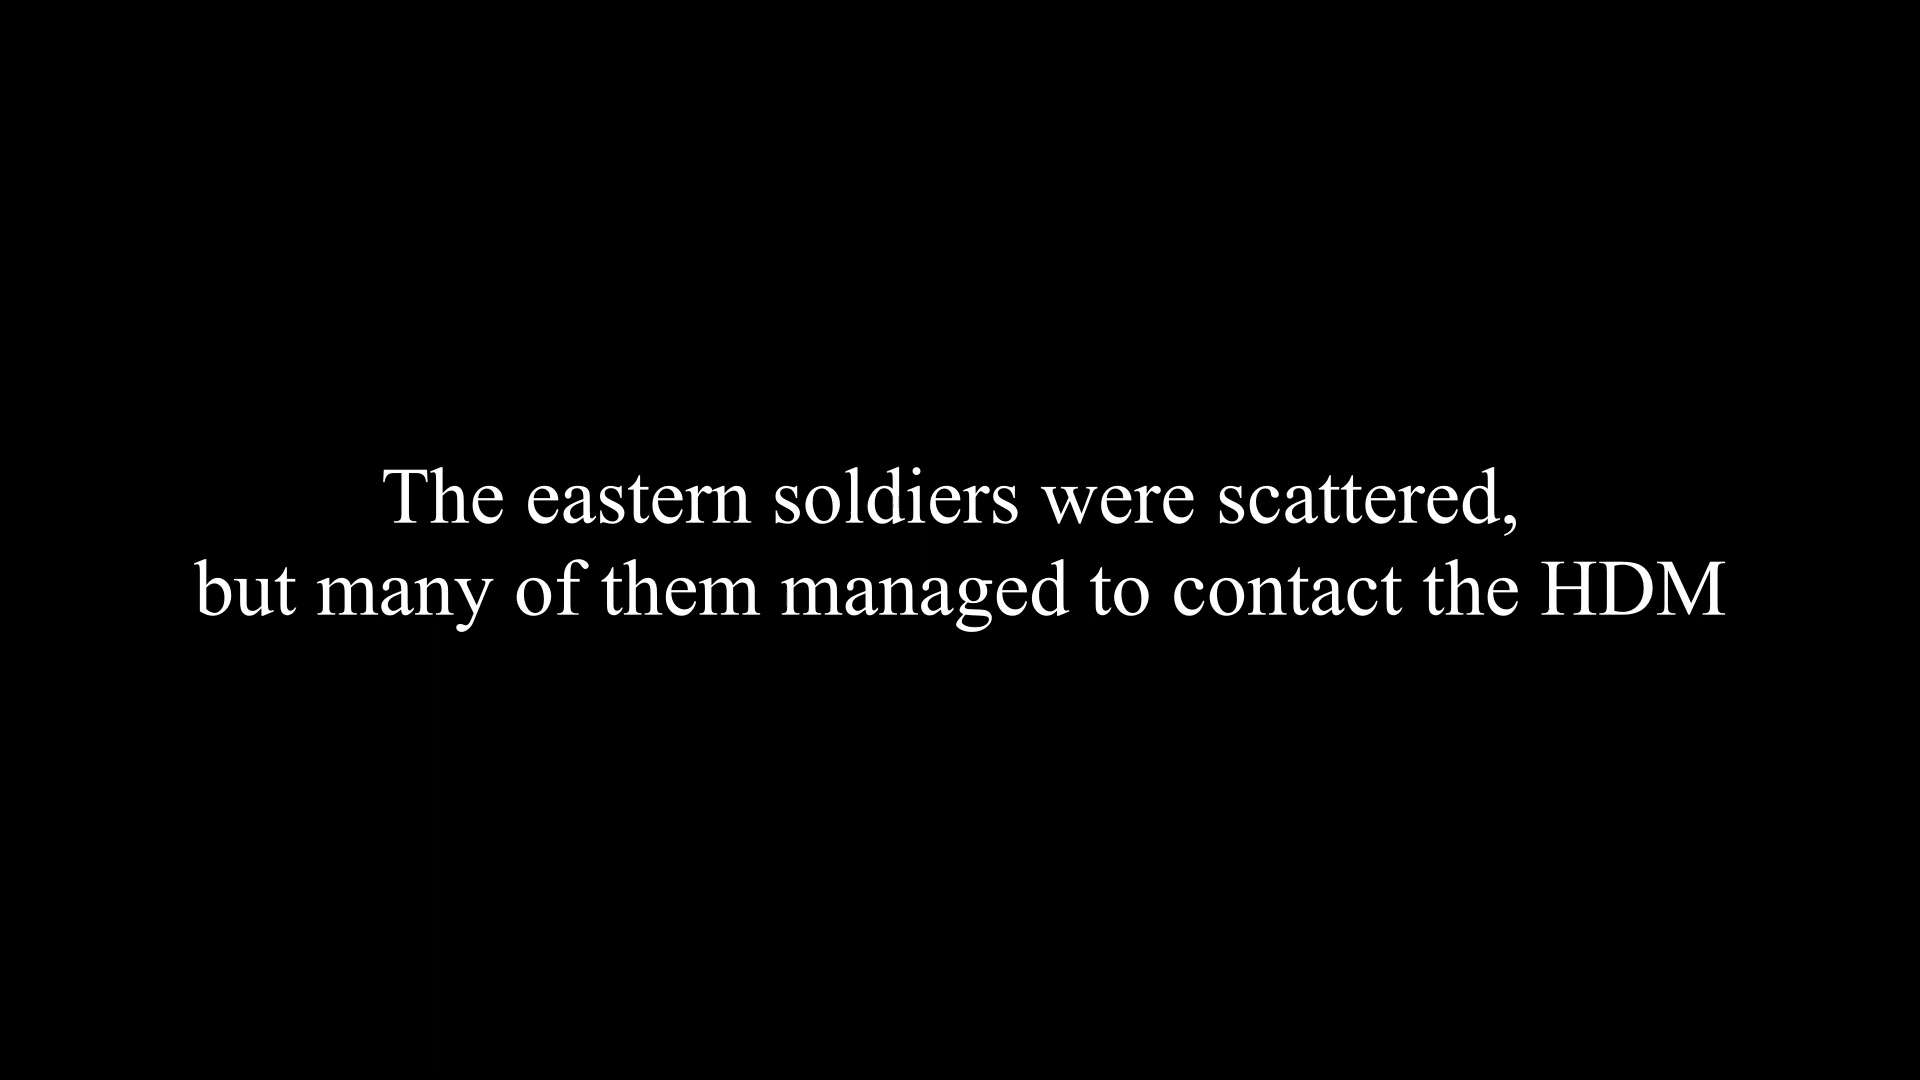 The eastern soldiers were scattered,
but many of them managed to contact the HDM